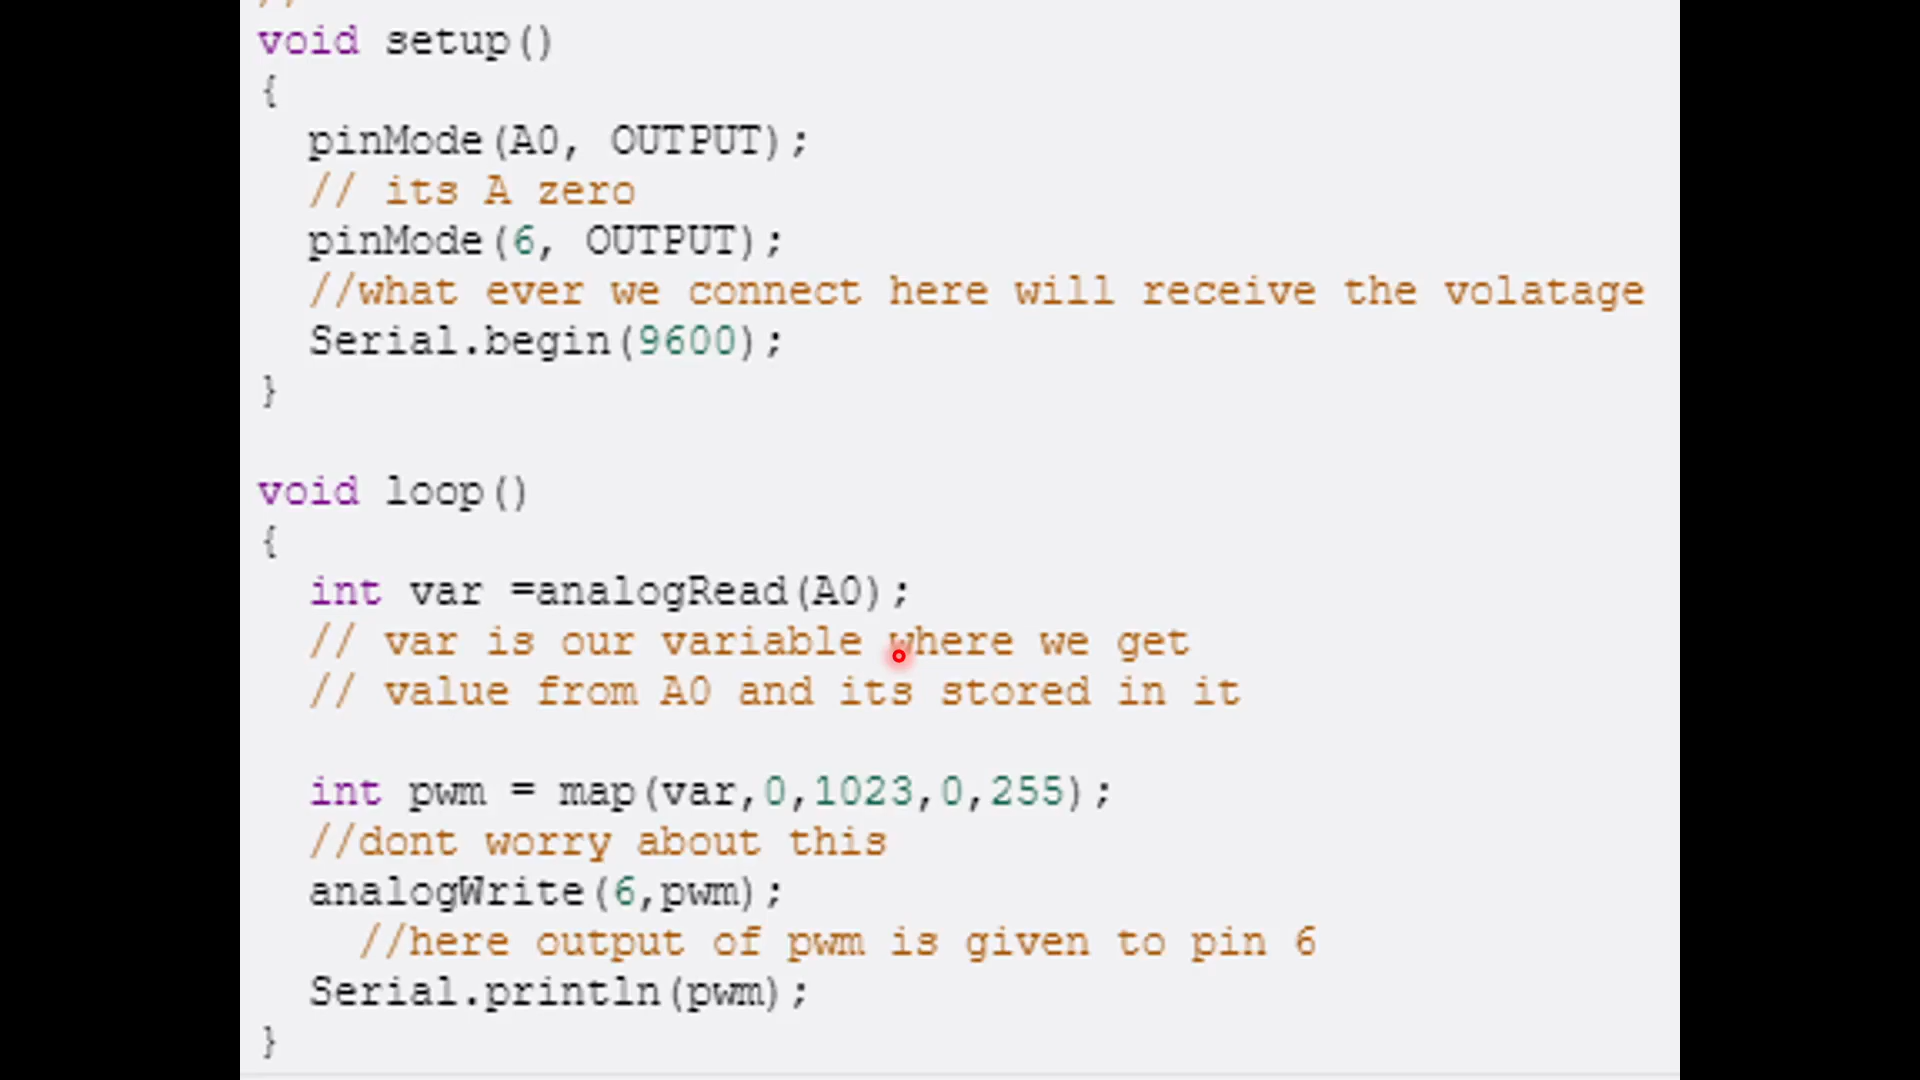 //
void setup()
{
pinMode(A0, OUTPUT);
// its A zero
pinMode(6, OUTPUT);
//what ever we connect here will receive the volatage
Serial.begin(9600);
}
void loop()
{
int var =analogRead(A0);
// var is our variable where we get
// value from A0 and its stored in it
int pwm = map(var,0,1023,0,255);
//dont worry about this
analogWrite(6,pwm);
//here output of pwm is given to pin 6
Serial.println(pwm);
}